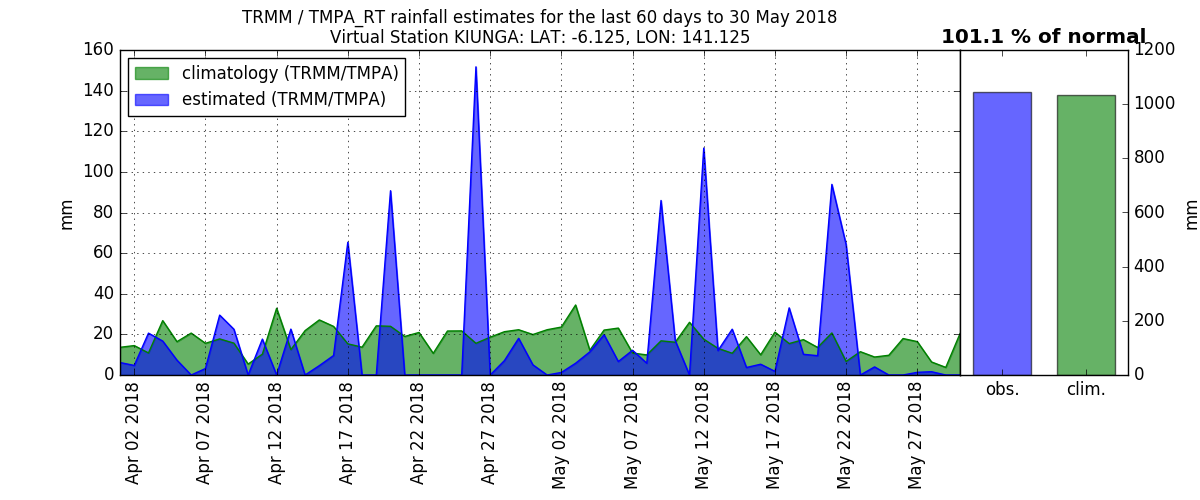 TRMM / TMPA_RT rainfall estimates for the last 60 days to 30 May 2018
Virtual Station KIUNGA: LAT: -6.125, LON: 141.125
101.1 % of normal
climatology (TRMM/TMPA)
estimated (TRMM/TMPA)
mm
160
140
120
100
80
60
40
20
0
Apr 02 2018
Apr 07 2018
Apr 12 2018
Apr 17 2018
Apr 22 2018
Apr 27 2018
May 02 2018
May 07 2018
May 12 2018
May 17 2018
May 22 2018
May 27 2018
1200
1000
800
600
400
200
0
mm
obs.
clim.